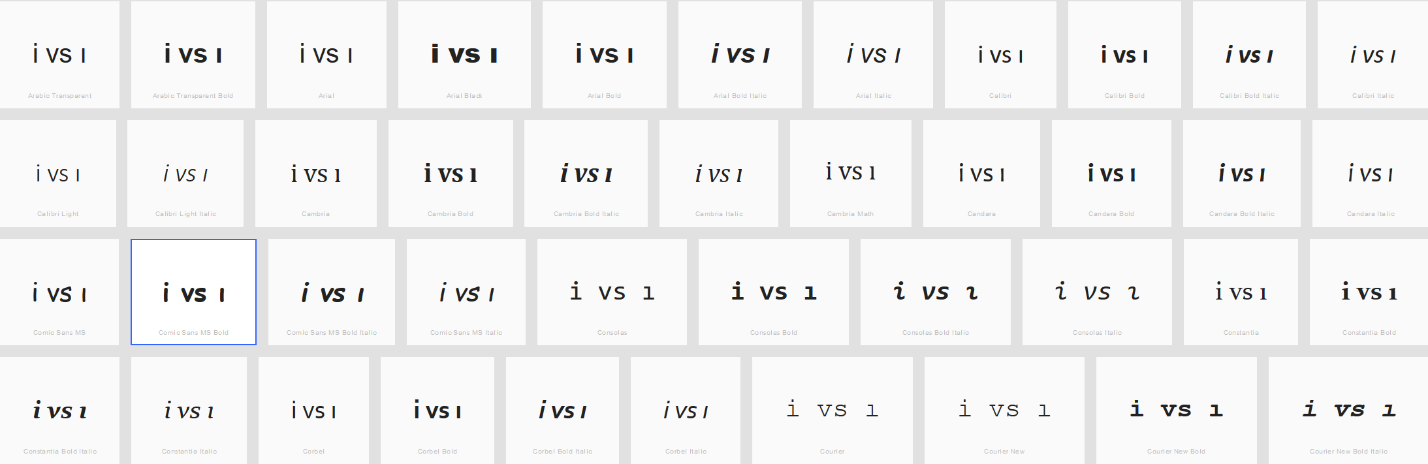 i vs ı i vs ı i vs ı i vs ı i vs ı i vs ı i vs ı i vs ı i vs ı i vs ı i vs ı
Arabic Transparent Arabic Transparent Bold Arial Arial Black Arial Bold Arial Bold Italic Arial Italic Calibri Calibri Bold Calibri Bold Italic Calibri Italic
i vs ı i vs ı i vs ı i vs ı i vs ı i vs ı i vs ı i vs ı i vs ı i vs ı i vs ı
Calibri Light Calibri Light Italic Cambria Cambria Bold Cambria Bold Italic Cambria Italic Cambria Math Candara Candara Bold Candara Bold Italic Candara Italic
i vs ı i vs ı i vs ı i vs ı i vs ı i vs ı i vs ı i vs ı i vs ı i vs ı
Comic Sans MS Comic Sans MS Bold Comic Sans MS Bold Italic Comic Sans MS Italic Consolas Consolas Bold Consolas Bold Italic Consolas Italic Constantia Constantia Bold
i vs ı i vs ı i vs ı i vs ı i vs ı i vs ı i vs ı i vs ı i vs ı i vs ı
Constantia Bold Italic Constantia Italic Corbel Corbel Bold Corbel Bold Italic Corbel Italic Courier Courier New Courier New Bold Courier New Bold Italic